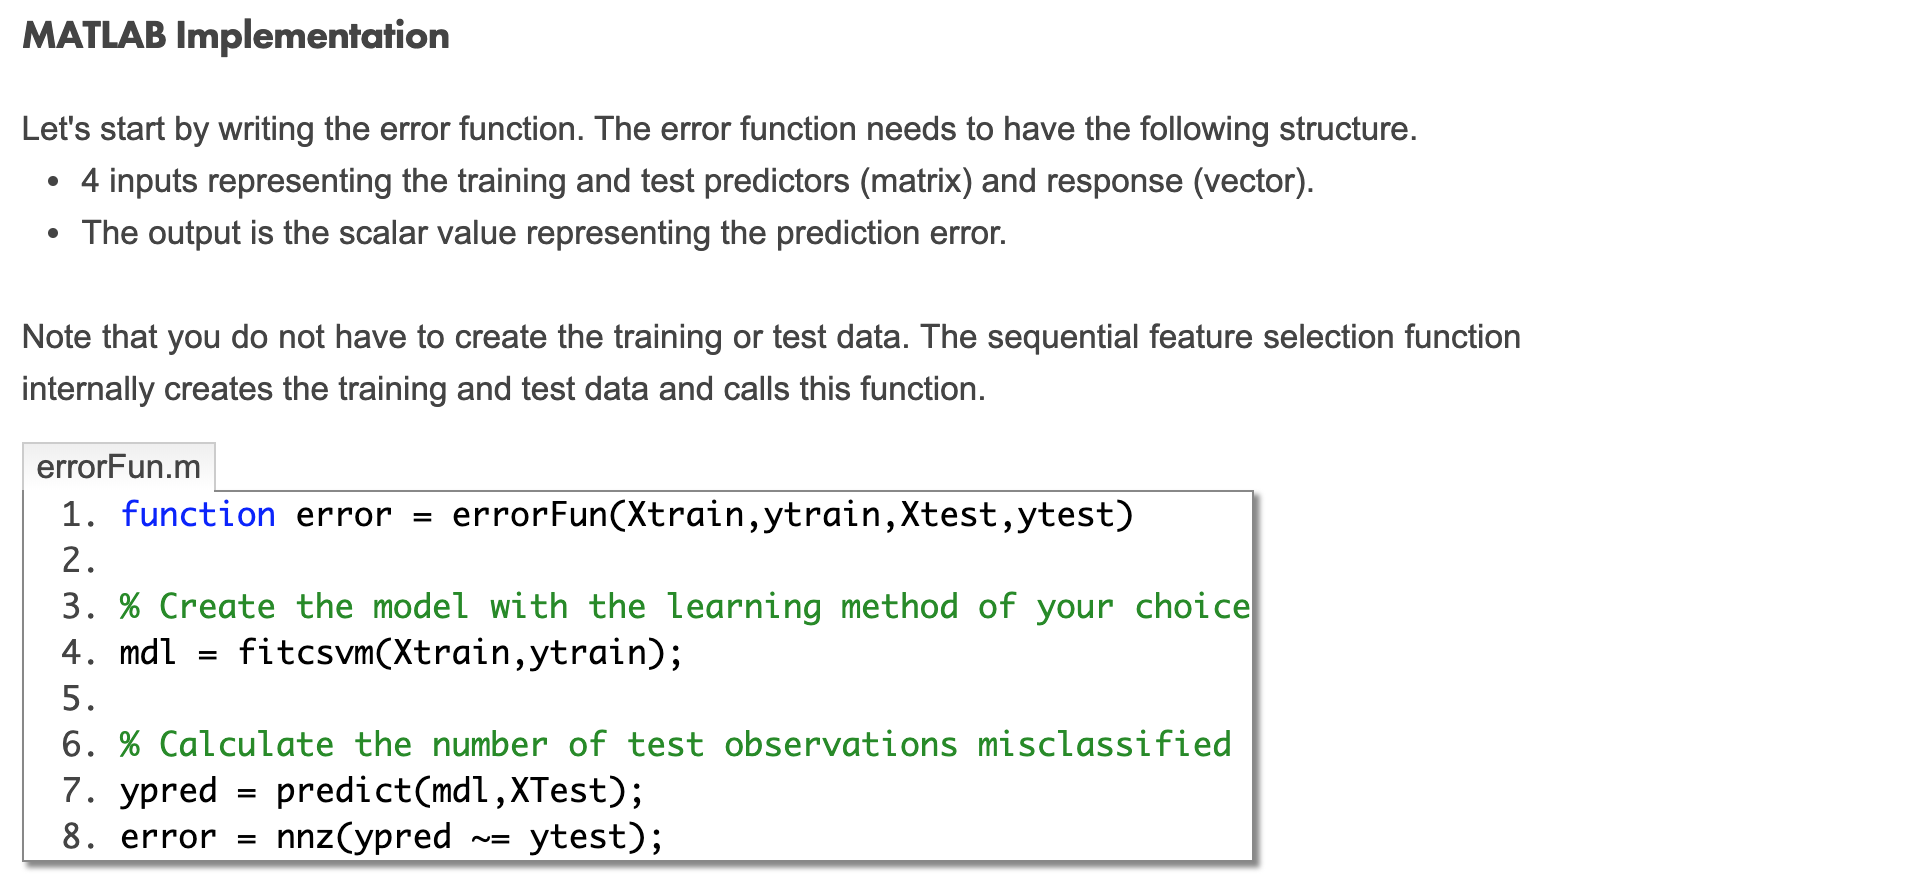 MATLAB Implementation
Let's start by writing the error function. The error function needs to have the following structure.
• 4 inputs representing the training and test predictors (matrix) and response (vector).
• The output is the scalar value representing the prediction error.
Note that you do not have to create the training or test data. The sequential feature selection function
internally creates the training and test data and calls this function.
errorFun.m
1. function error = errorFun(Xtrain,ytrain,Xtest,ytest)
2.
3. % Create the model with the learning method of your choice
4. mdl = fitcsvm(Xtrain,ytrain);
5.
6. % Calculate the number of test observations misclassified
7. ypred = predict(mdl,XTest);
8. error = nnz(ypred ~= ytest);